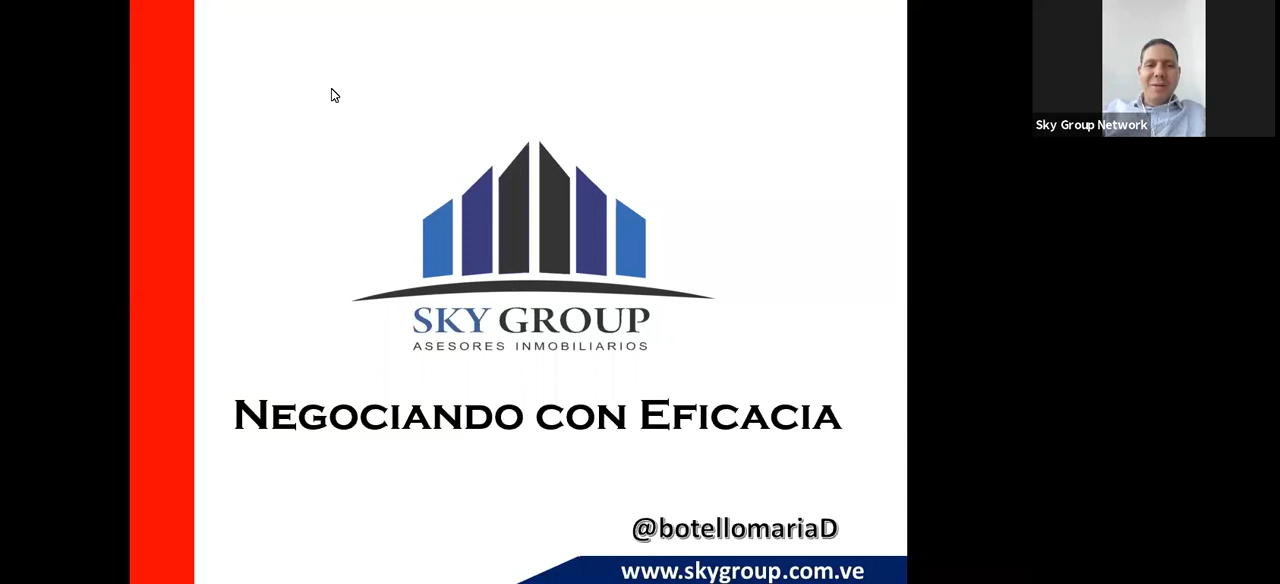 Sky Group Network
SKY GROUP
ASESORES INMOBILIARIOS
Negociando con Eficacia
@botellomariaD
www.skygroup.com.ve